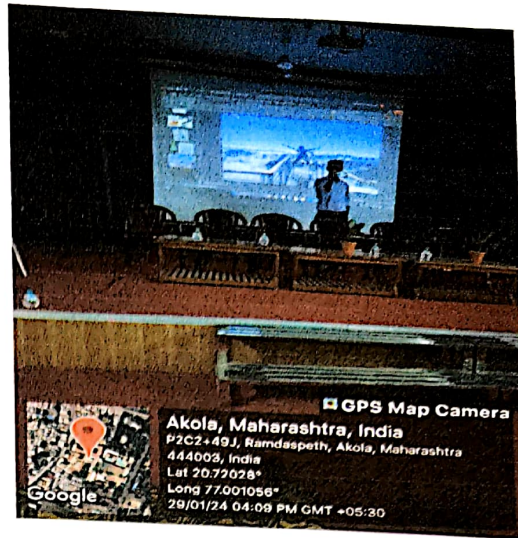 GPS Map Camera
Akola, Maharashtra, India
P2C2+49J, Ramdaspeth, Akola, Maharashtra
444003, India
Lat 20.72028°
Long 77.001056°
29/01/24 04:09 PM GMT +05:30
Google